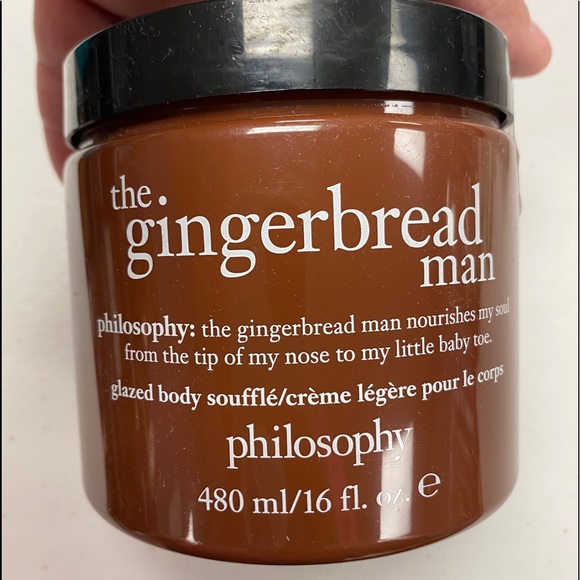 the
gingerbread
man
philosophy: the gingerbread man nourishes my soul
from the tip of my nose to my little baby toe.
glazed body soufflé/crème légère pour le corps
philosophy
480 ml/16 fl. oz. ℮